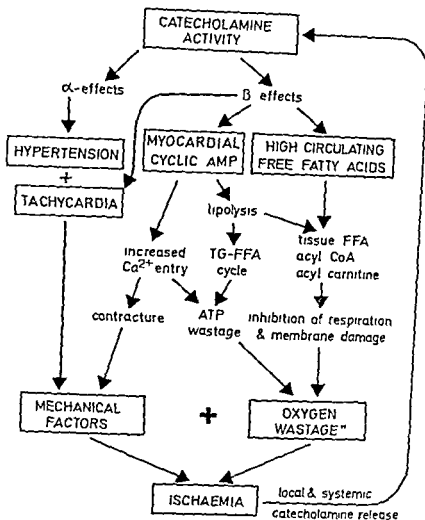 CATECHOLAMINE
ACTIVITY
α-effects
β effects
HYPERTENSION
+
TACHYCARDIA
MYOCARDIAL
CYCLIC AMP
HIGH CIRCULATING
FREE FATTY ACIDS
lipolysis
increased
Ca2+ entry
TG-FFA
cycle
tissue FFA
acyl CoA
acyl carnitine
contracture
ATP
wastage
inhibition of respiration
& membrane damage
MECHANICAL
FACTORS
+
OXYGEN
WASTAGE"
ISCHAEMIA
local & systemic
catecholamine release